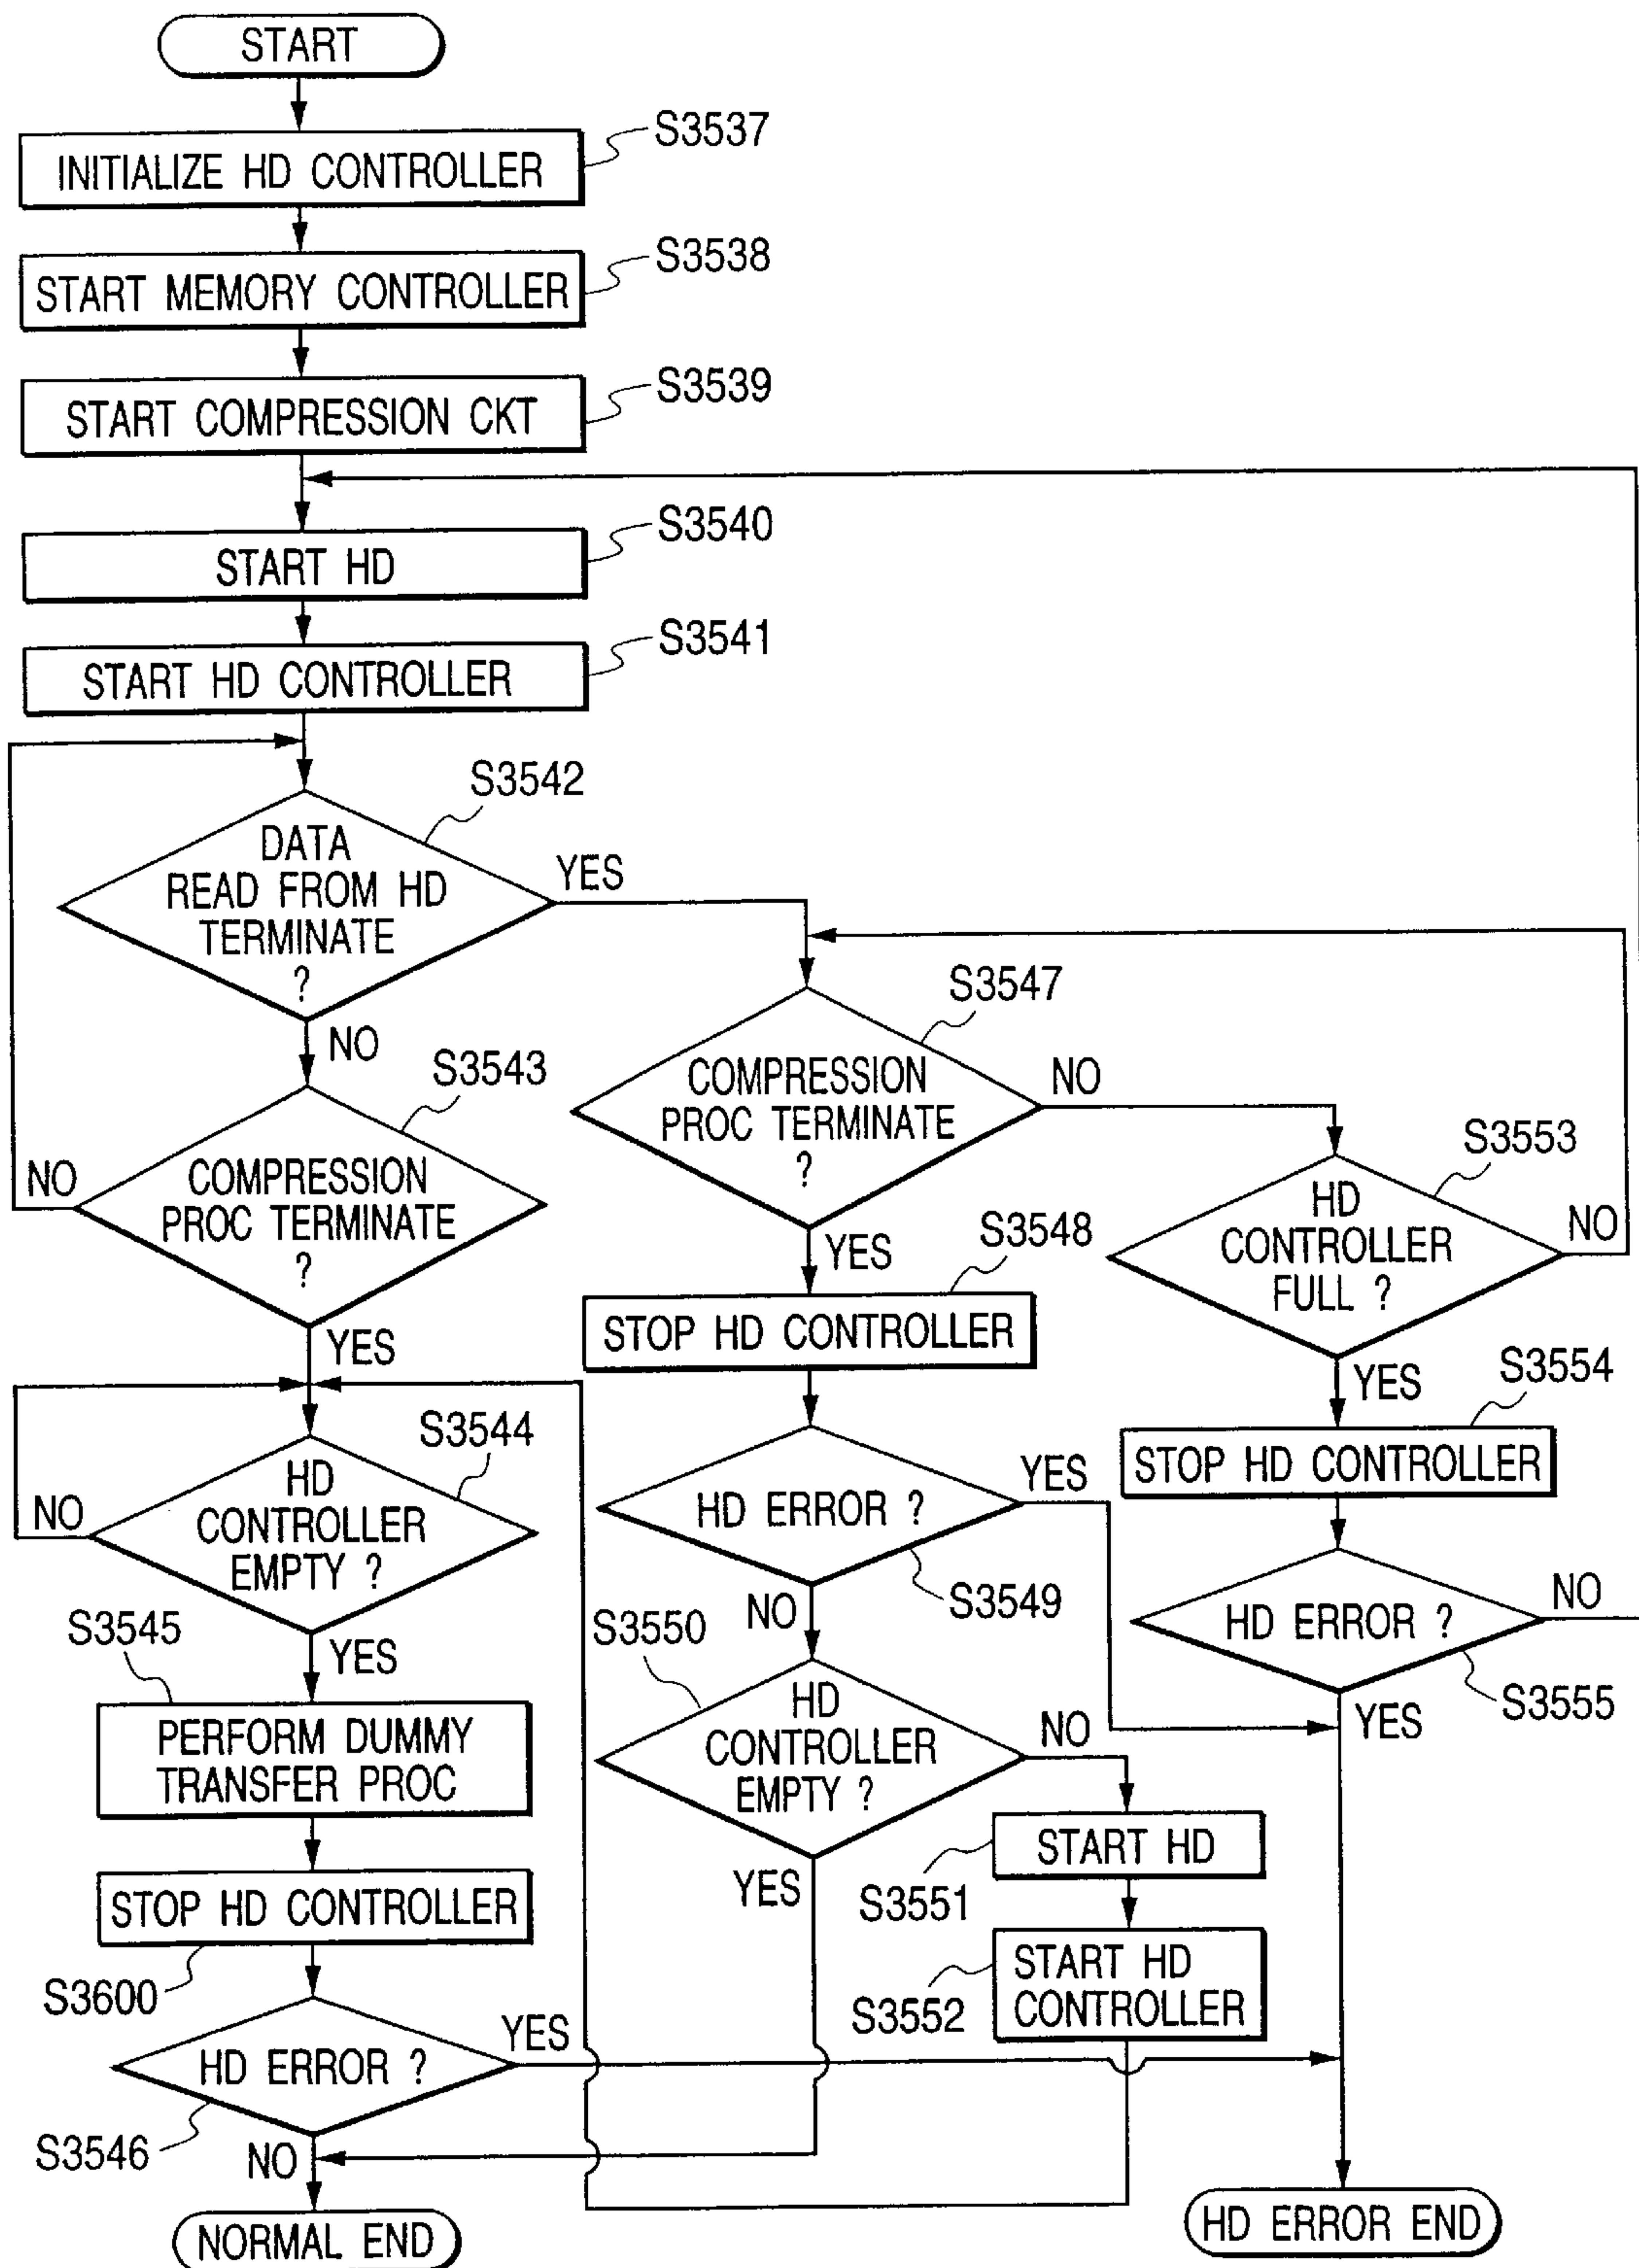 START
S3537
INITIALIZE HD CONTROLLER
S3538
START MEMORY CONTROLLER
S3539
START COMPRESSION CKT
S3540
START HD
S3541
START HD CONTROLLER
S3542
DATA
READ FROM HD
TERMINATE
?
YES
NO
S3543
COMPRESSION
PROC TERMINATE
?
NO
YES
S3547
COMPRESSION
PROC TERMINATE
?
NO
YES
S3553
HD
CONTROLLER
FULL ?
NO
YES
S3548
STOP HD CONTROLLER
S3554
STOP HD CONTROLLER
S3544
HD
CONTROLLER
EMPTY ?
NO
YES
HD ERROR ?
YES
S3549
NO
HD ERROR ?
NO
S3555
YES
S3545
PERFORM DUMMY
TRANSFER PROC
S3550
HD
CONTROLLER
EMPTY ?
NO
YES
START HD
S3551
STOP HD CONTROLLER
S3600
START HD
CONTROLLER
S3552
HD ERROR ?
YES
S3546
NO
NORMAL END
HD ERROR END